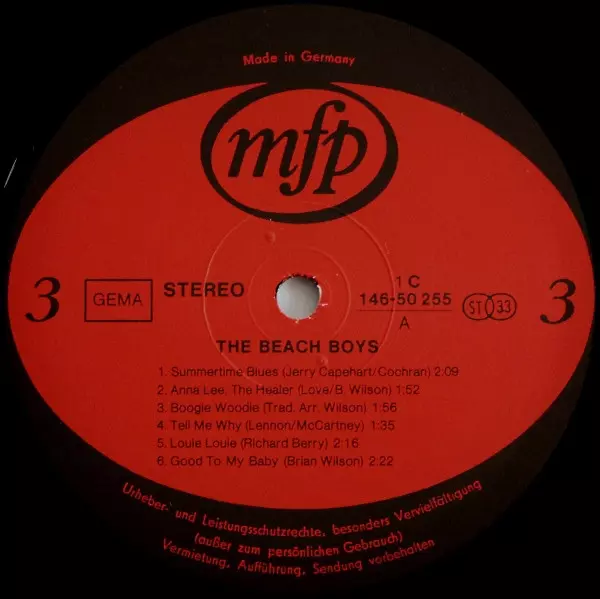 Made in Germany
mfp
3
GEMA
STEREO
1 C
146-50 255
A
ST 33
3
THE BEACH BOYS
1. Summertime Blues (Jerry Capehart/Cochran) 2:09
2. Anna Lee, The Healer (Love/B. Wilson) 1:52
3. Boogie Woodie (Trad. Arr. Wilson) 1:56
4. Tell Me Why (Lennon/McCartney) 1:35
5. Louie Louie (Richard Berry) 2:16
6. Good To My Baby (Brian Wilson) 2:22
Urheber- und Leistungsschutzrechte, besonders Vervielfältigung
(außer zum persönlichen Gebrauch)
Vermietung, Aufführung, Sendung vorbehalten